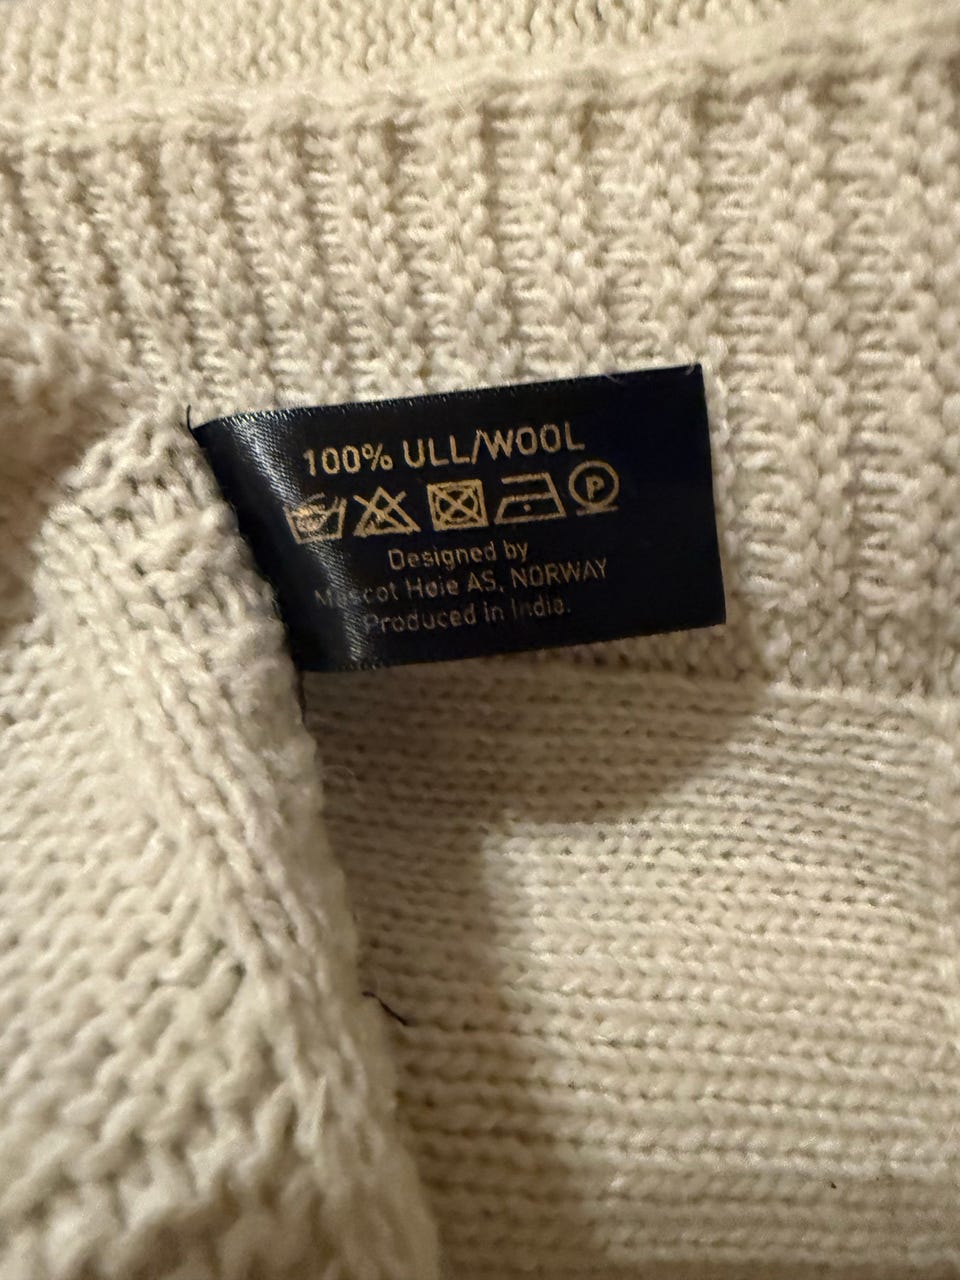 100% ULL/WOOL
P
Designed by
Mascot Høie AS, NORWAY
Produced in India.